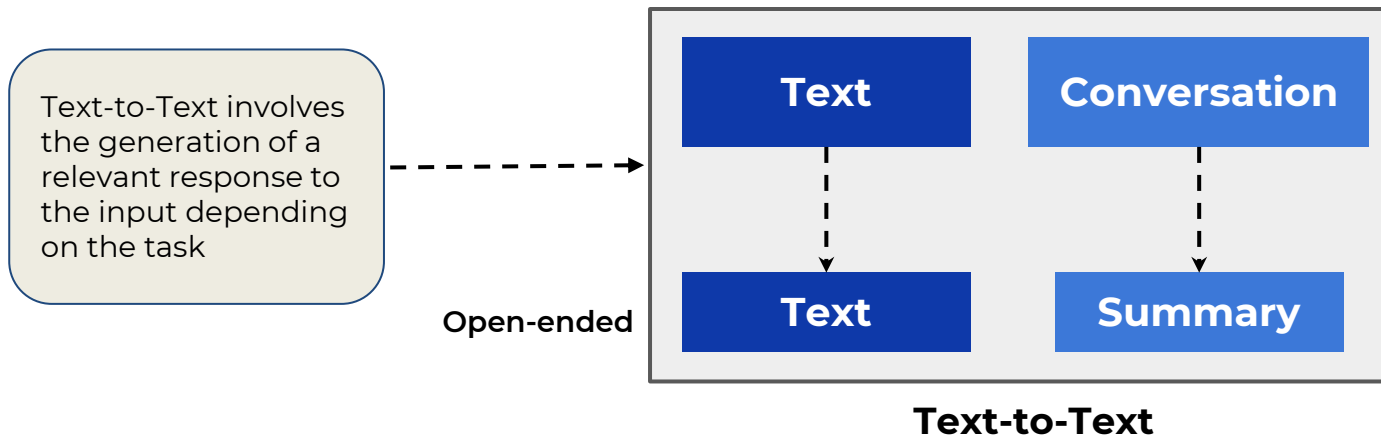 Text-to-Text involves
the generation of a
relevant response to
the input depending
on the task
Text
Conversation
Open-ended
Text
Summary
Text-to-Text